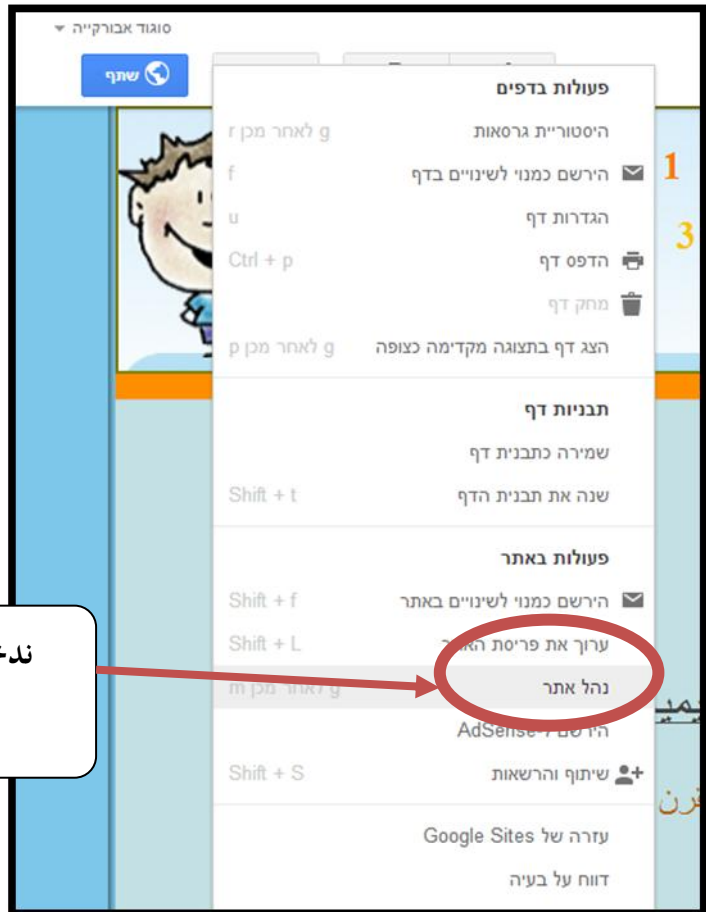 סוגוד אבורקייה
שתף
פעולות בדפים
היסטוריית גרסאות g לאחר מכן r
הירשם כמנוי לשינויים בדף f
הגדרות דף u
הדפס דף Ctrl + p
מחק דף
הצג דף בתצוגה מקדימה כצופה g לאחר מכן p
תבניות דף
שמירה כתבנית דף
שנה את תבנית הדף Shift + t
פעולות באתר
הירשם כמנוי לשינויים באתר Shift + f
ערוך את פריסת Shift + L
נהל אתר g לאחר מכן m
הירשם ל-AdSense
שיתוף והרשאות Shift + S
עזרה של Google Sites
דווח על בעיה
1
3